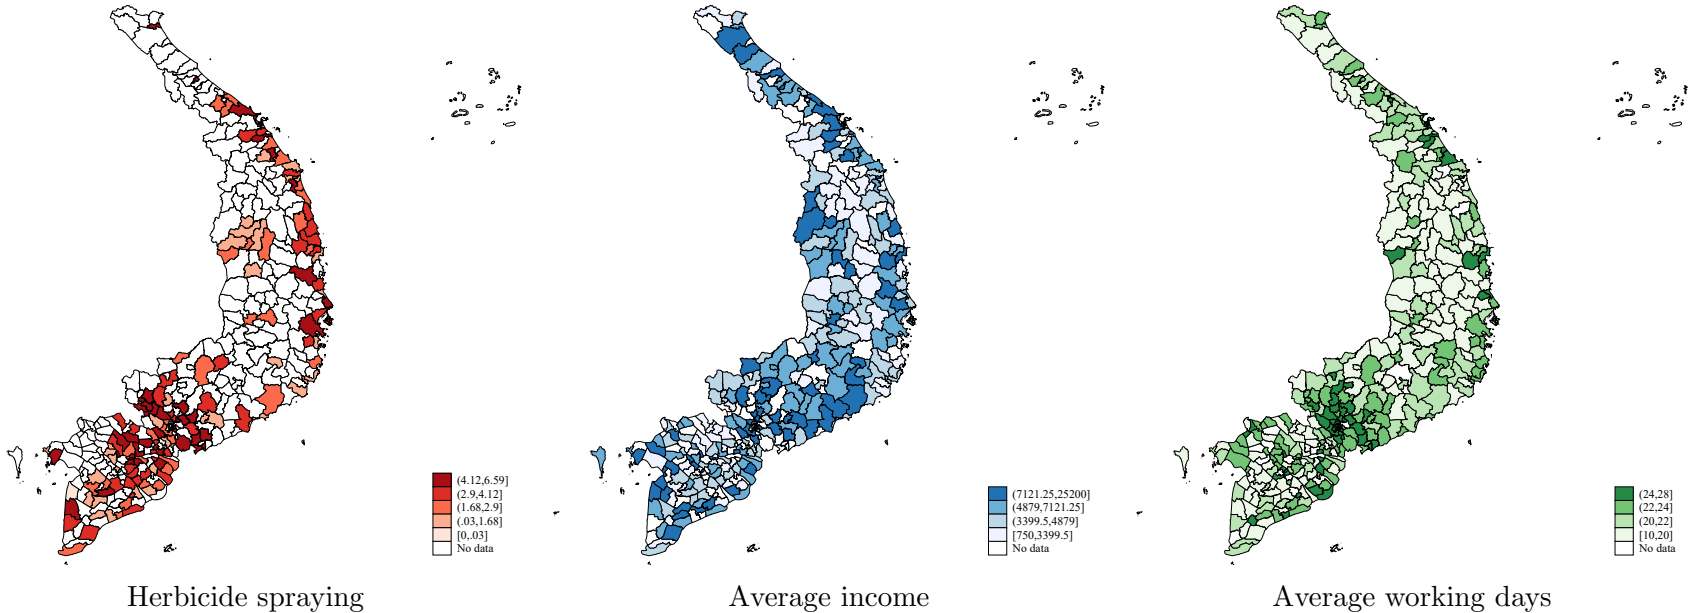 (4.12,6.59]
(2.9,4.12]
(1.68,2.9]
(.03,1.68]
[0,.03]
No data
(7121.25,25200]
(4879,7121.25]
(3399.5,4879]
[750,3399.5]
No data
(24,28]
(22,24]
(20,22]
[10,20]
No data
Herbicide spraying
Average income
Average working days